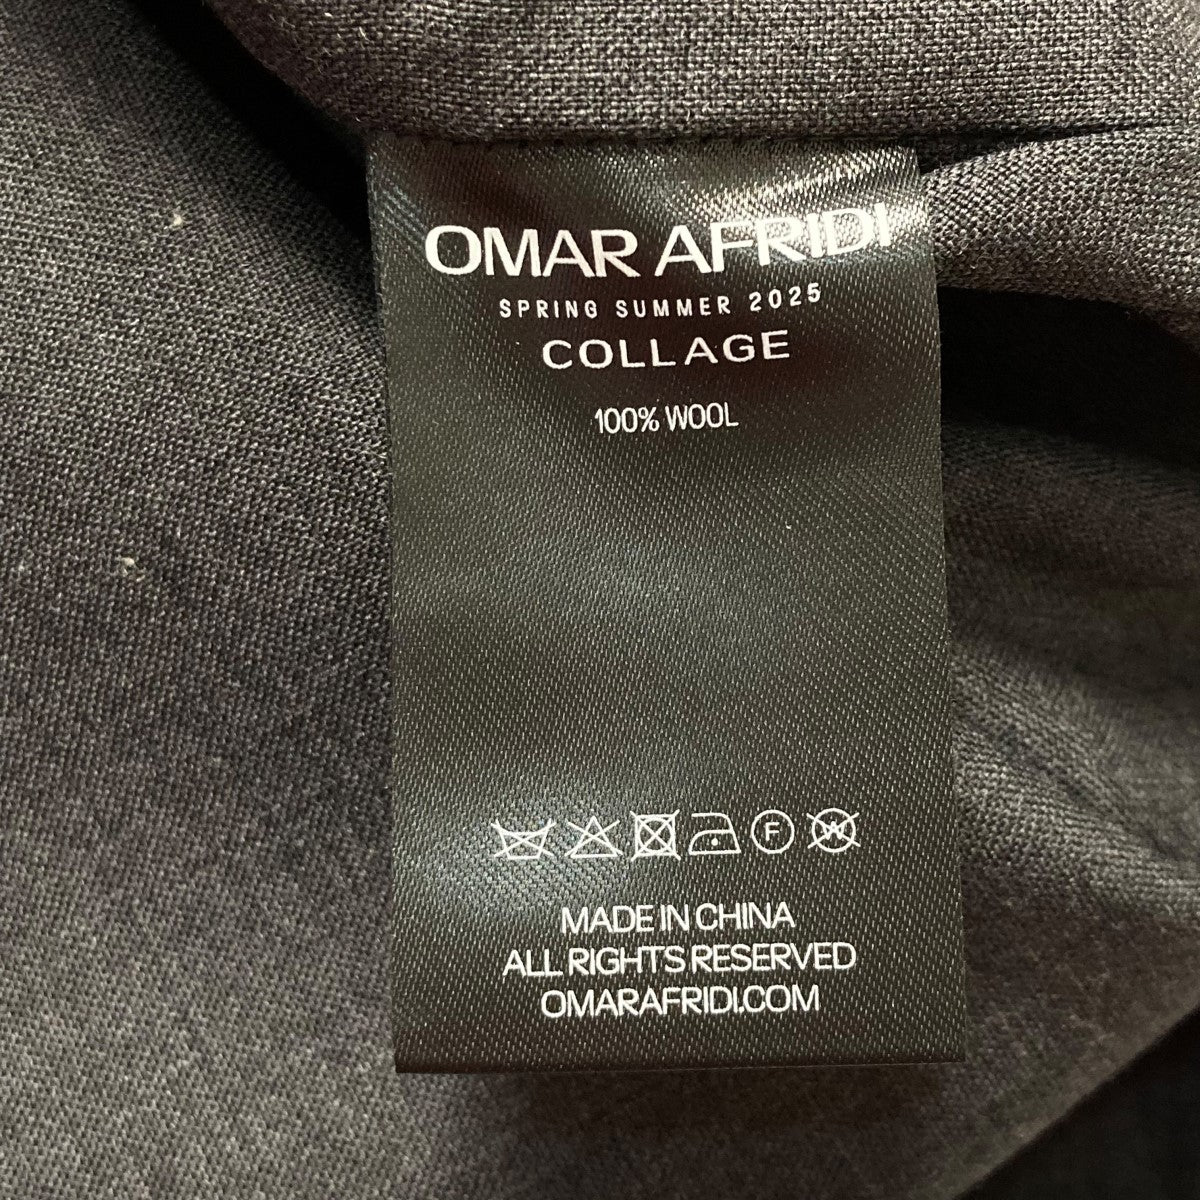 OMAR AFRIDI
SPRING SUMMER 2025
COLLAGE
100% WOOL
F W
MADE IN CHINA
ALL RIGHTS RESERVED
OMARAFRIDI.COM